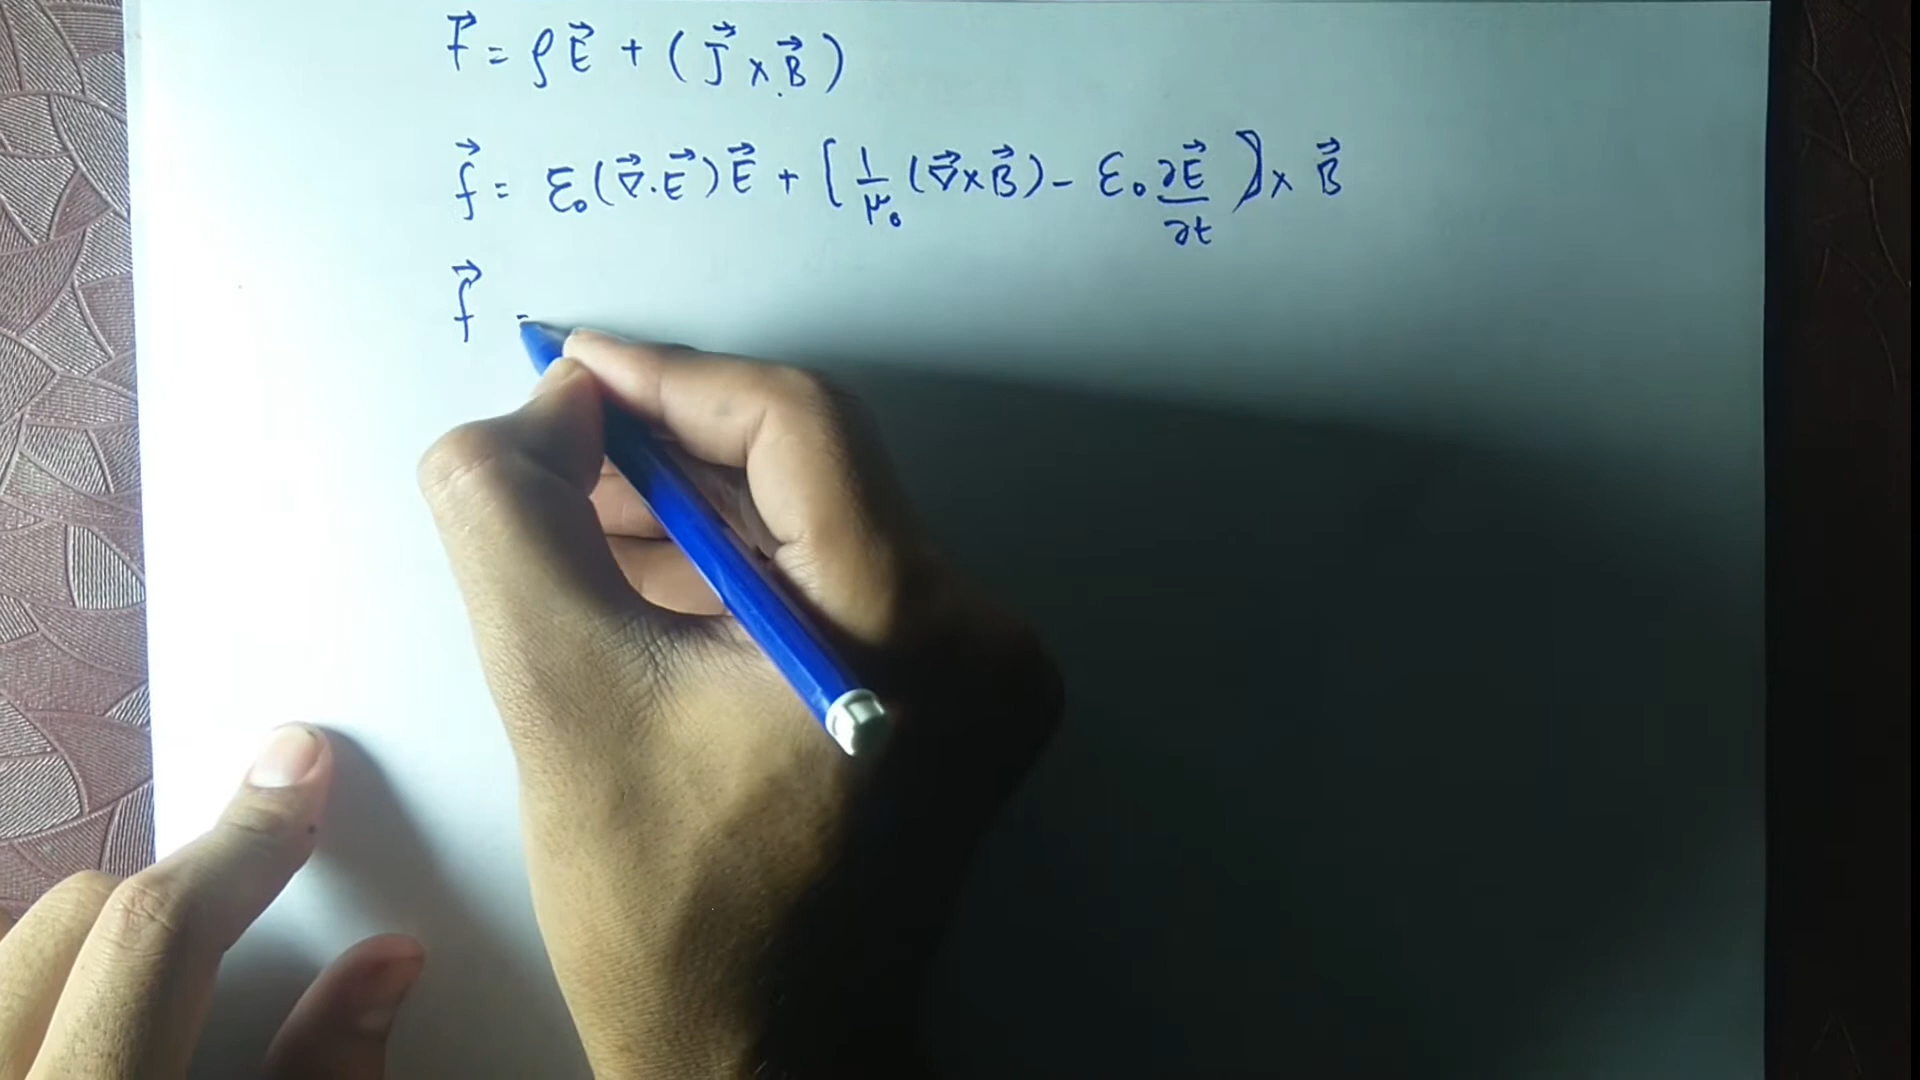 f⃗ = ρE⃗ + (J⃗ × B⃗)
f⃗ = ε₀(∇⃗.E⃗)E⃗ + [1/μ₀ (∇⃗×B⃗) - ε₀ ∂E⃗/∂t] × B⃗
f⃗ -